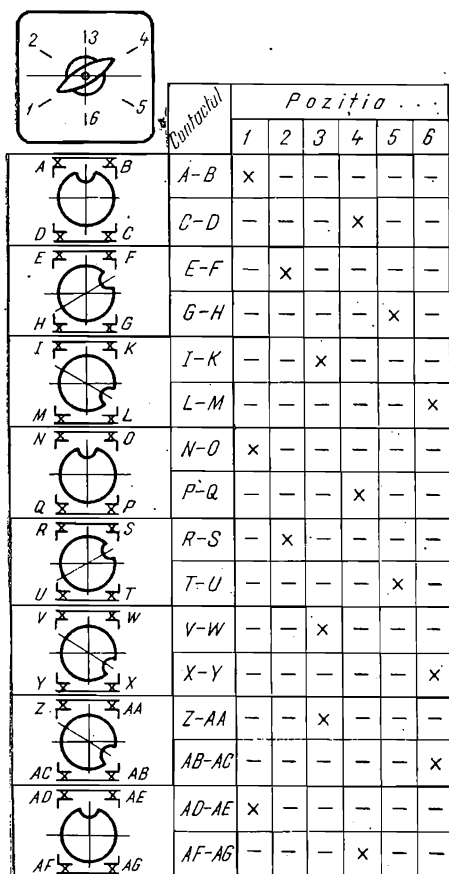 2 13 4
1 16 5
Contactul Poziția ...
1 2 3 4 5 6
A B
D C
A-B × — — — — —
C-D — — — × — —
E F
H G
E-F — × — — — —
G-H — — — — × —
I K
M L
I-K — — × — — —
L-M — — — — — ×
N O
Q P
N-O × — — — — —
P-Q — — — × — —
R S
U T
R-S — × — — — —
T-U — — — — × —
V W
Y X
V-W — — × — — —
X-Y — — — — — ×
Z AA
AC AB
Z-AA — — × — — —
AB-AC — — — — — ×
AD AE
AF AG
AD-AE × — — — — —
AF-AG — — — × — —